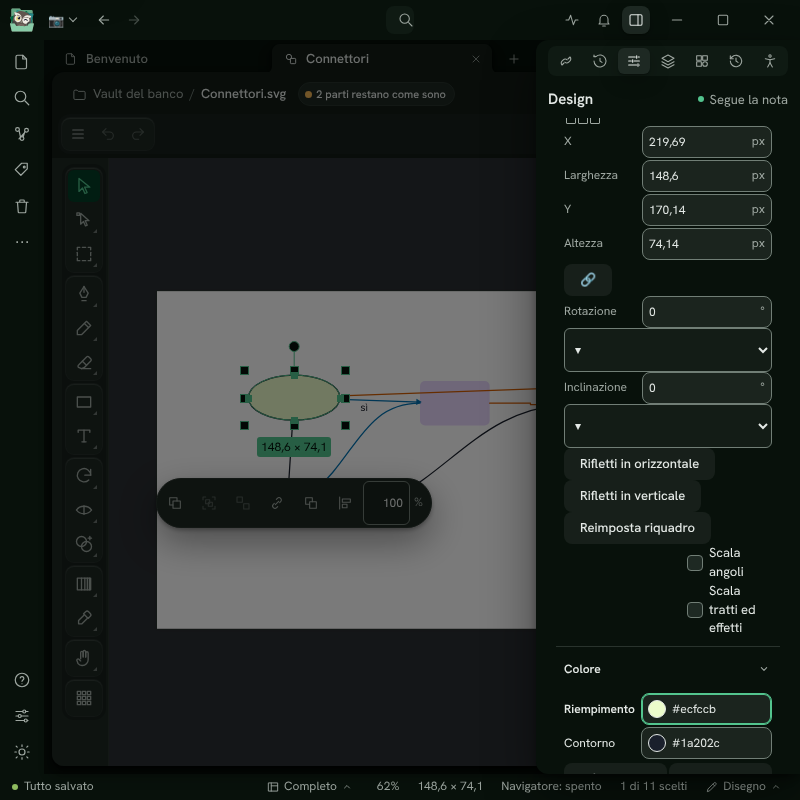 Benvenuto
Connettori
Vault del banco / Connettori.svg
2 parti restano come sono
sì
148,6 × 74,1
100 %
Design
Segue la nota
X 219,69 px
Larghezza 148,6 px
Y 170,14 px
Altezza 74,14 px
Rotazione 0 °
Inclinazione 0 °
Rifletti in orizzontale
Rifletti in verticale
Reimposta riquadro
Scala
angoli
Scala
tratti ed
effetti
Colore
Riempimento #ecfccb
Contorno #1a202c
Tutto salvato
Completo
62%
148,6 × 74,1
Navigatore: spento
1 di 11 scelti
Disegno